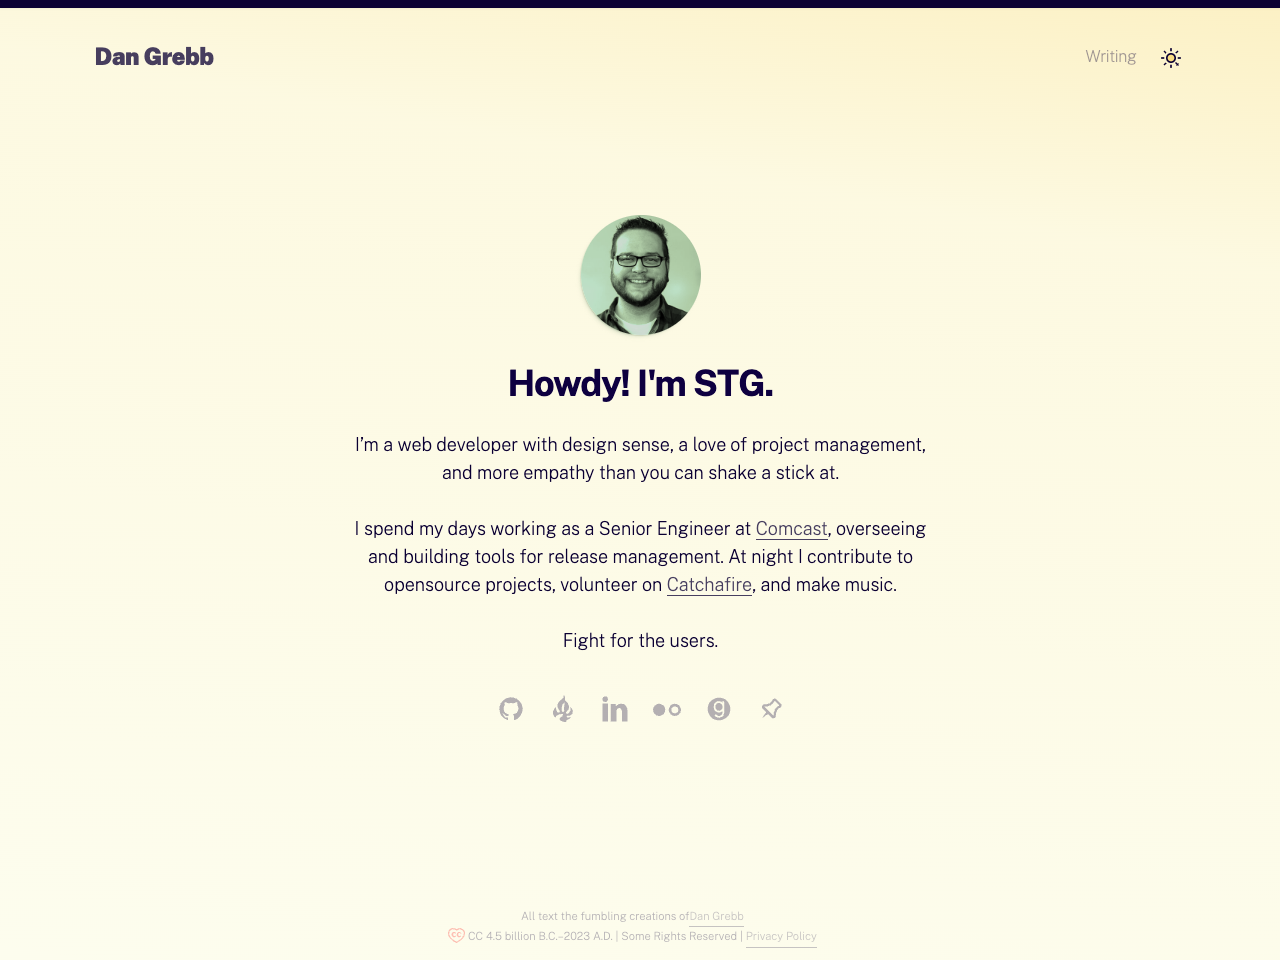 Dan Grebb
Writing
Howdy! I'm STG.
I’m a web developer with design sense, a love of project management,
and more empathy than you can shake a stick at.
I spend my days working as a Senior Engineer at Comcast, overseeing
and building tools for release management. At night I contribute to
opensource projects, volunteer on Catchafire, and make music.
Fight for the users.
All text the fumbling creations ofDan Grebb
CC 4.5 billion B.C.–2023 A.D. | Some Rights Reserved | Privacy Policy